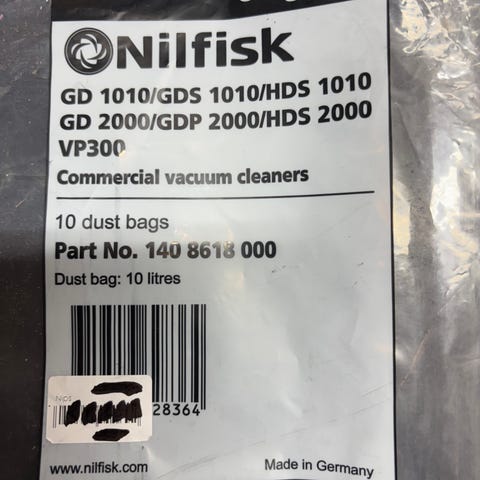 Nilfisk
GD 1010/GDS 1010/HDS 1010
GD 2000/GDP 2000/HDS 2000
VP300
Commercial vacuum cleaners
10 dust bags
Part No. 140 8618 000
Dust bag: 10 litres
28364
www.nilfisk.com
Made in Germany